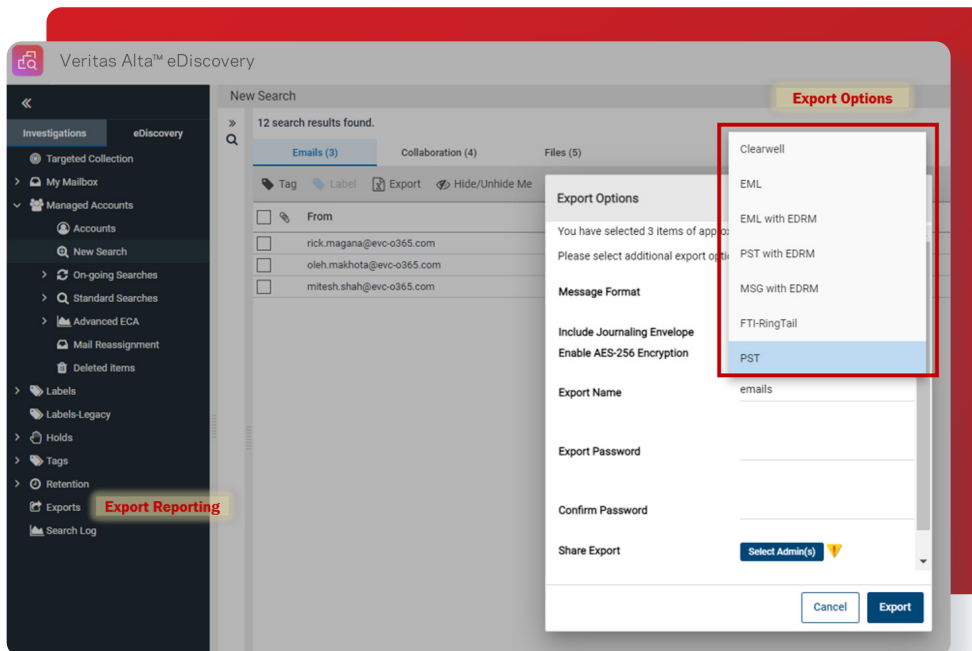 Veritas Alta™ eDiscovery
New Search
Export Options
12 search results found.
Investigations eDiscovery
Emails (3) Collaboration (4) Files (5)
Targeted Collection
My Mailbox
Managed Accounts
Accounts
New Search
On-going Searches
Standard Searches
Advanced ECA
Mail Reassignment
Deleted items
Labels
Labels-Legacy
Holds
Tags
Retention
Exports
Export Reporting
Search Log
Tag Label Export Hide/Unhide Me
From
rick.magana@evc-o365.com
oleh.makhota@evc-o365.com
mitesh.shah@evc-o365.com
Export Options
You have selected 3 items of
Please select additional export
Message Format
Clearwell
EML
EML with EDRM
PST with EDRM
MSG with EDRM
FTI-RingTail
PST
Include Journaling Envelope
Enable AES-256 Encryption
Export Name emails
Export Password
Confirm Password
Share Export Select Admin(s)
Cancel Export